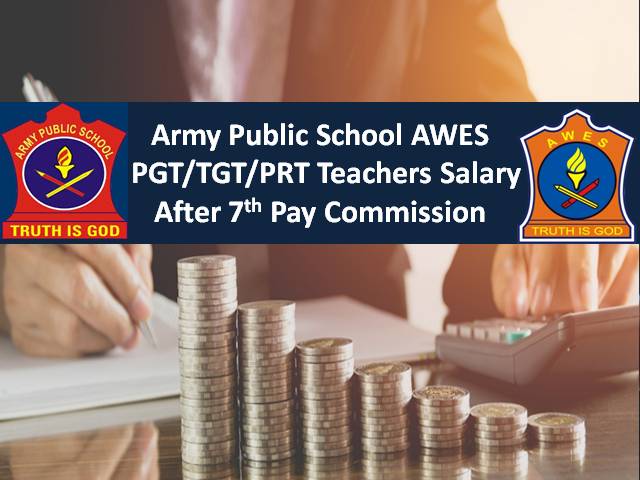 Army Public School AWES
PGT/TGT/PRT Teachers Salary
After 7th Pay Commission
ARMY PUBLIC SCHOOL
TRUTH IS GOD
AWES
TRUTH IS GOD